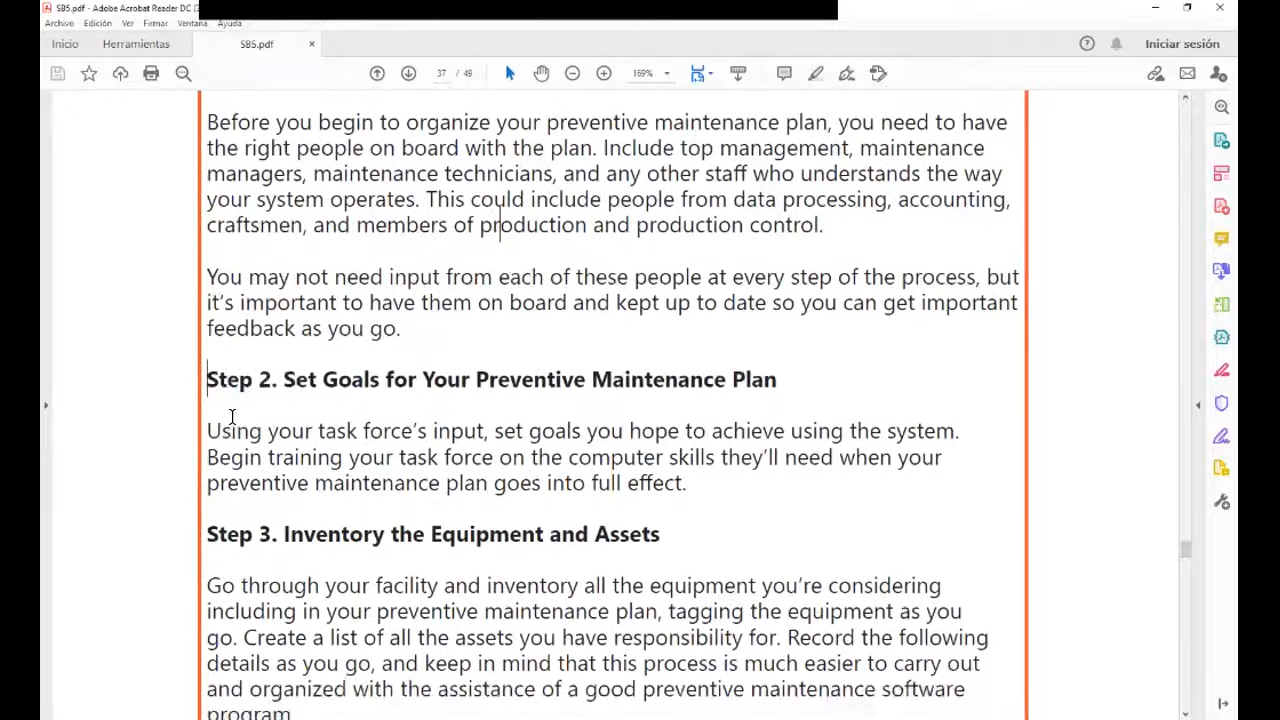 SB5.pdf - Adobe Acrobat Reader DC (3
Archivo Edición Ver Firmar Ventana Ayuda
Inicio Herramientas SB5.pdf × Iniciar sesión
37 / 49 169%
Before you begin to organize your preventive maintenance plan, you need to have
the right people on board with the plan. Include top management, maintenance
managers, maintenance technicians, and any other staff who understands the way
your system operates. This could include people from data processing, accounting,
craftsmen, and members of production and production control.
You may not need input from each of these people at every step of the process, but
it's important to have them on board and kept up to date so you can get important
feedback as you go.
Step 2. Set Goals for Your Preventive Maintenance Plan
Using your task force's input, set goals you hope to achieve using the system.
Begin training your task force on the computer skills they'll need when your
preventive maintenance plan goes into full effect.
Step 3. Inventory the Equipment and Assets
Go through your facility and inventory all the equipment you're considering
including in your preventive maintenance plan, tagging the equipment as you
go. Create a list of all the assets you have responsibility for. Record the following
details as you go, and keep in mind that this process is much easier to carry out
and organized with the assistance of a good preventive maintenance software
program